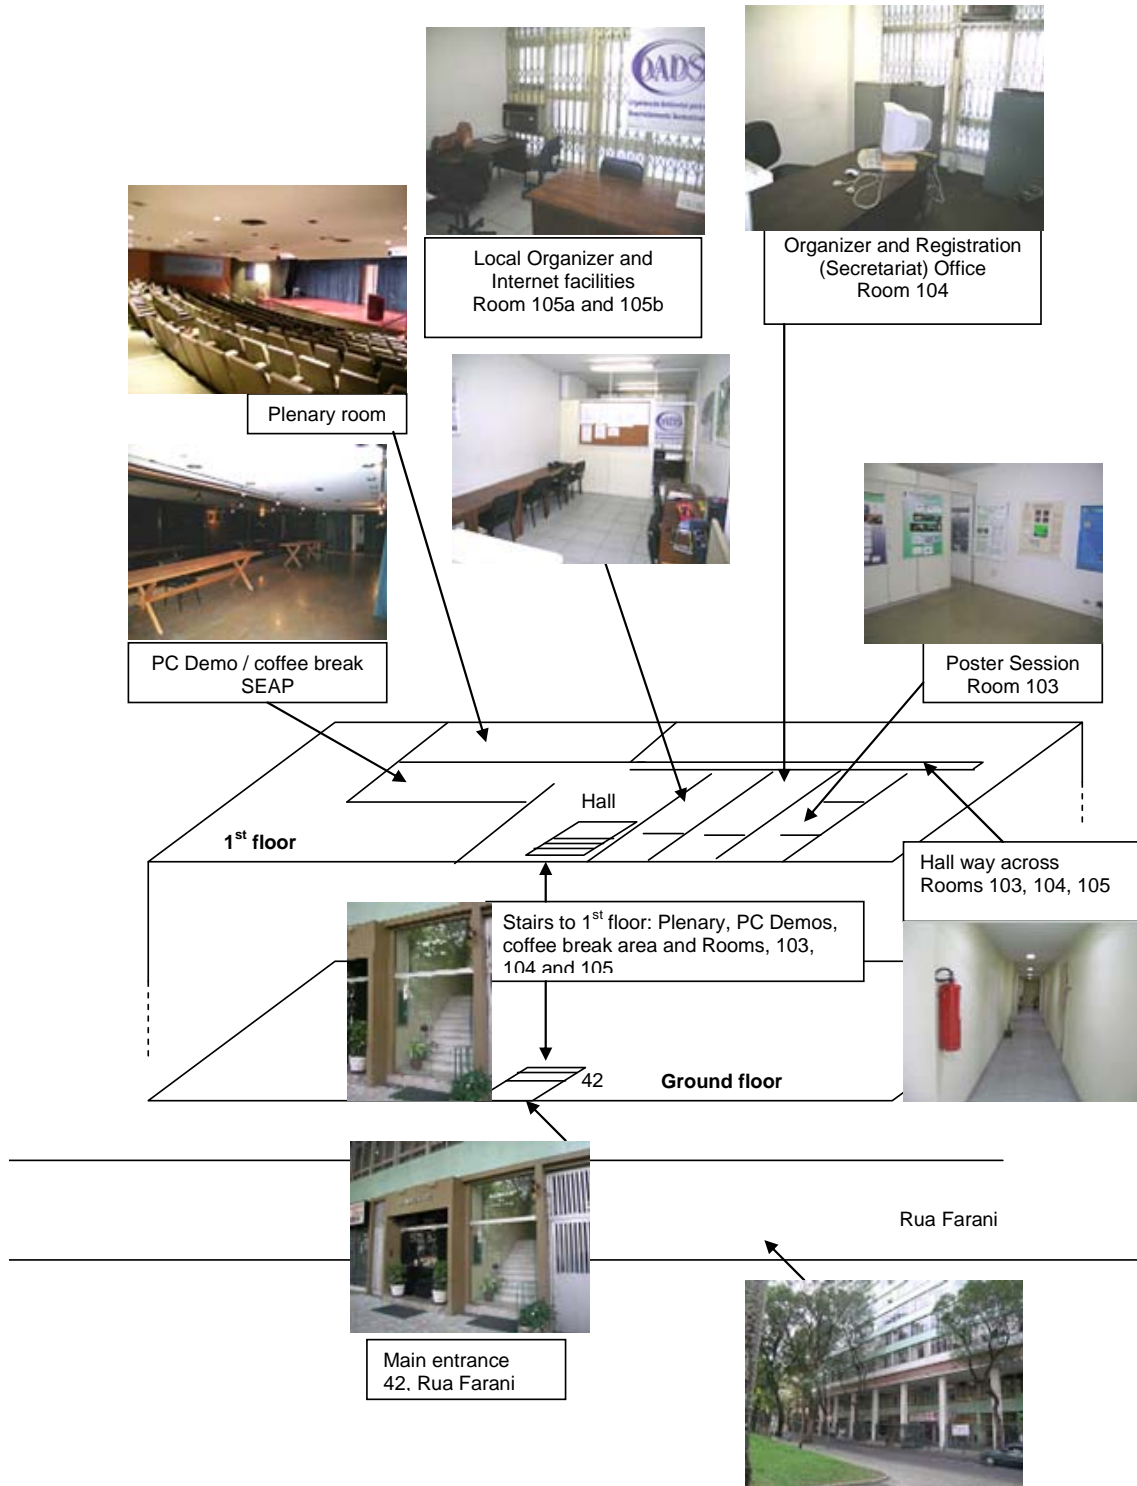 OADS
Local Organizer and
Internet facilities
Room 105a and 105b
Organizer and Registration
(Secretariat) Office
Room 104
Plenary room
OADS
PC Demo / coffee break
SEAP
Poster Session
Room 103
Hall
1st floor
Hall way across
Rooms 103, 104, 105
Stairs to 1st floor: Plenary, PC Demos,
coffee break area and Rooms, 103,
104 and 105
42
Ground floor
Rua Farani
Main entrance
42, Rua Farani